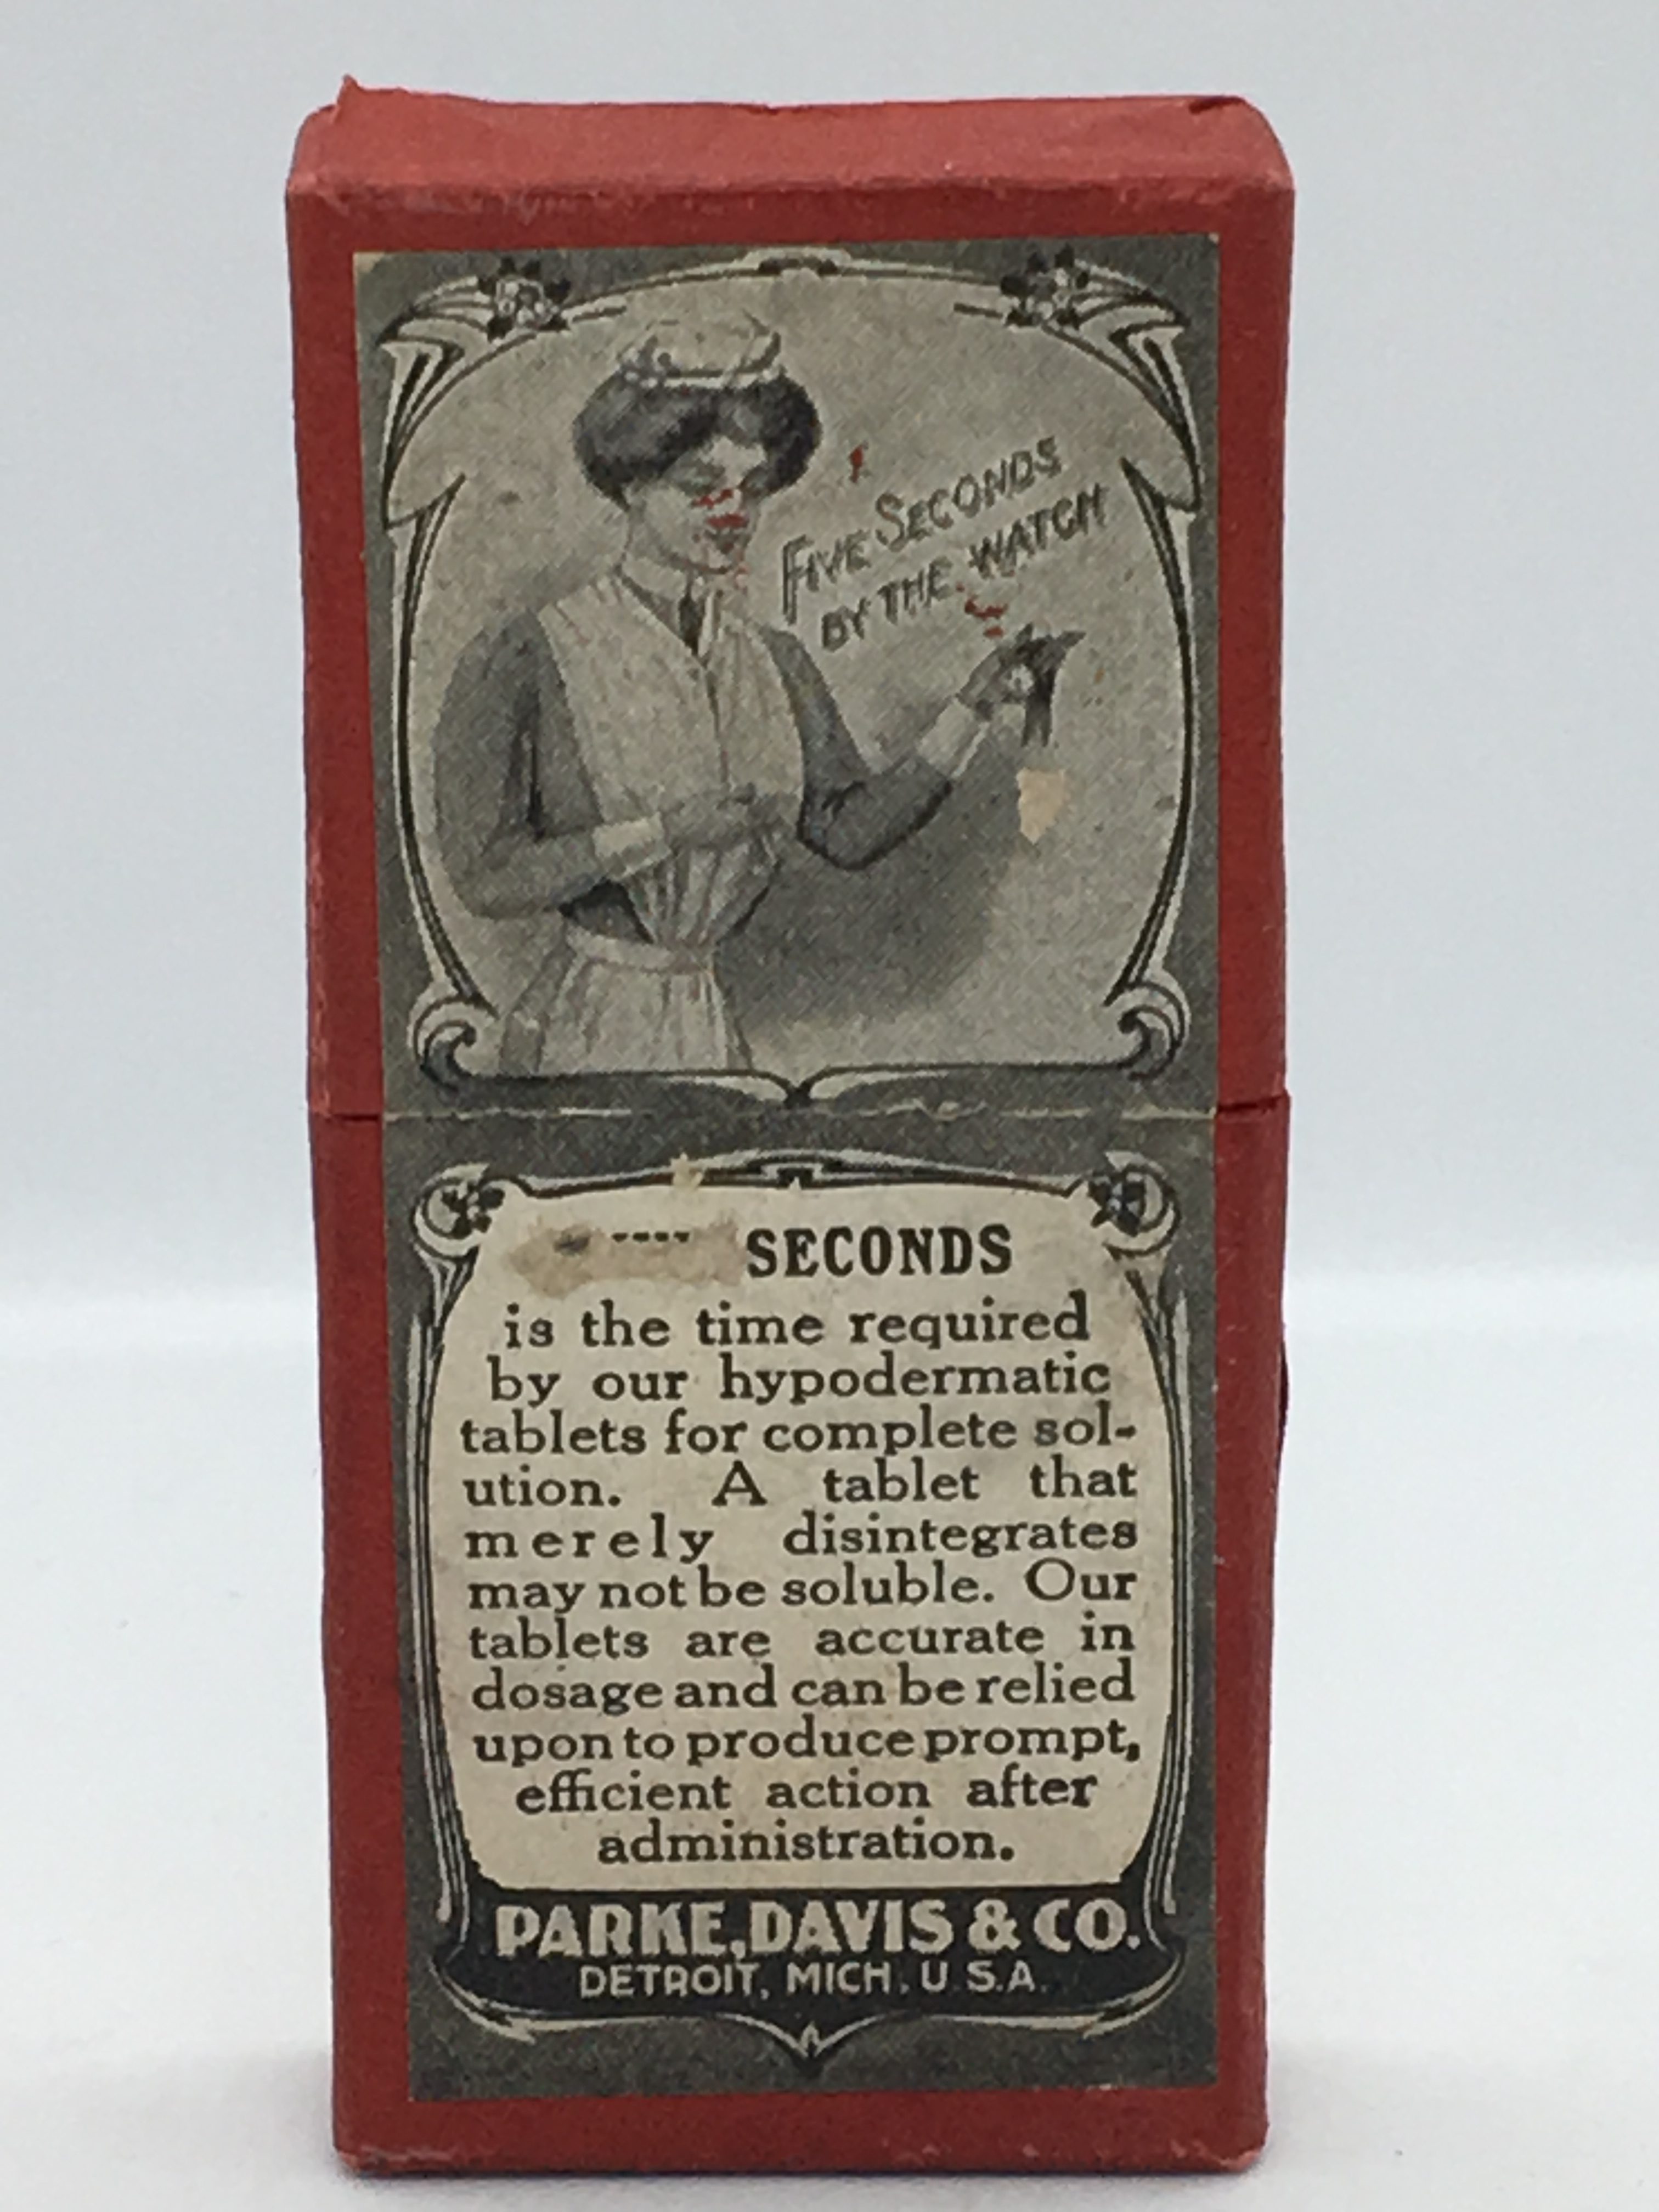 FIVE SECONDS
BY THE WATCH
SECONDS
is the time required
by our hypodermatic
tablets for complete sol-
ution. A tablet that
merely disintegrates
may not be soluble. Our
tablets are accurate in
dosage and can be relied
upon to produce prompt,
efficient action after
administration.
PARKE, DAVIS & CO.
DETROIT, MICH. U.S.A.